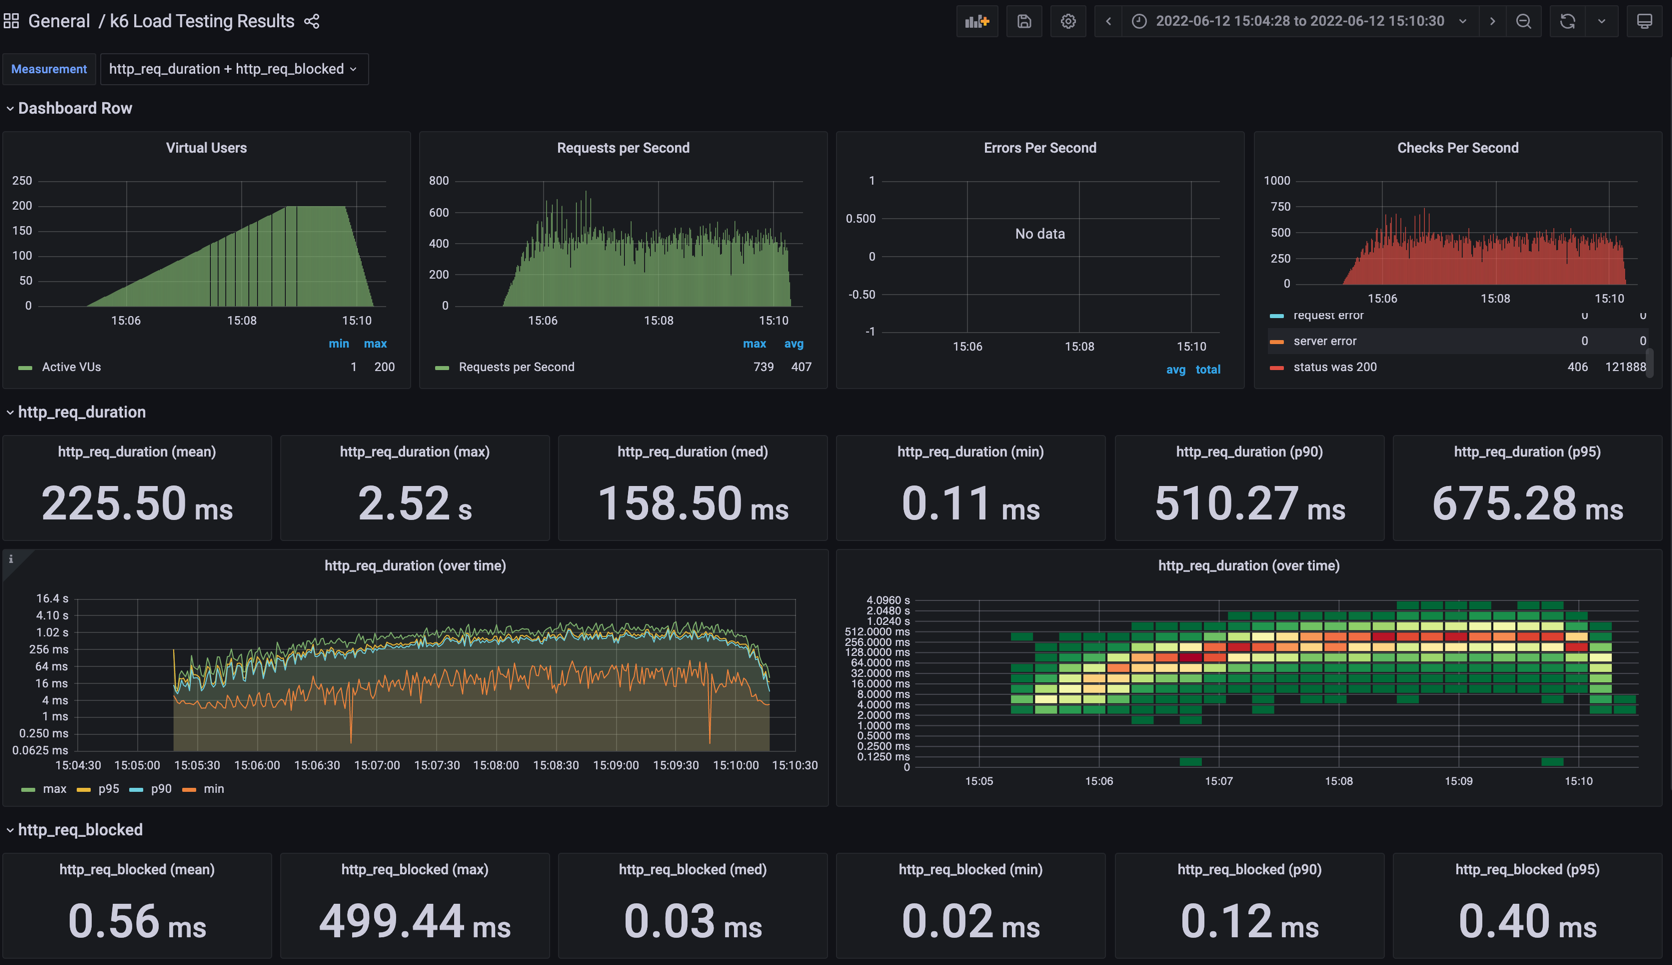 General / k6 Load Testing Results
2022-06-12 15:04:28 to 2022-06-12 15:10:30
Measurement http_req_duration + http_req_blocked
Dashboard Row
Virtual Users
250
200
150
100
50
0
15:06 15:08 15:10
min max
Active VUs 1 200
Requests per Second
800
600
400
200
0
15:06 15:08 15:10
max avg
Requests per Second 739 407
Errors Per Second
1
0.500
0
-0.50
-1
No data
15:06 15:08 15:10
avg total
Checks Per Second
1000
750
500
250
0
15:06 15:08 15:10
request error 0 0
server error 0 0
status was 200 406 121888
http_req_duration
http_req_duration (mean)
225.50 ms
http_req_duration (max)
2.52 s
http_req_duration (med)
158.50 ms
http_req_duration (min)
0.11 ms
http_req_duration (p90)
510.27 ms
http_req_duration (p95)
675.28 ms
i
http_req_duration (over time)
16.4 s
4.10 s
1.02 s
256 ms
64 ms
16 ms
4 ms
1 ms
0.250 ms
0.0625 ms
15:04:30 15:05:00 15:05:30 15:06:00 15:06:30 15:07:00 15:07:30 15:08:00 15:08:30 15:09:00 15:09:30 15:10:00 15:10:30
max p95 p90 min
http_req_duration (over time)
4.0960 s
2.0480 s
1.0240 s
512.0000 ms
256.0000 ms
128.0000 ms
64.0000 ms
32.0000 ms
16.0000 ms
8.0000 ms
4.0000 ms
2.0000 ms
1.0000 ms
0.5000 ms
0.2500 ms
0.1250 ms
0
15:05 15:06 15:07 15:08 15:09 15:10
http_req_blocked
http_req_blocked (mean)
0.56 ms
http_req_blocked (max)
499.44 ms
http_req_blocked (med)
0.03 ms
http_req_blocked (min)
0.02 ms
http_req_blocked (p90)
0.12 ms
http_req_blocked (p95)
0.40 ms